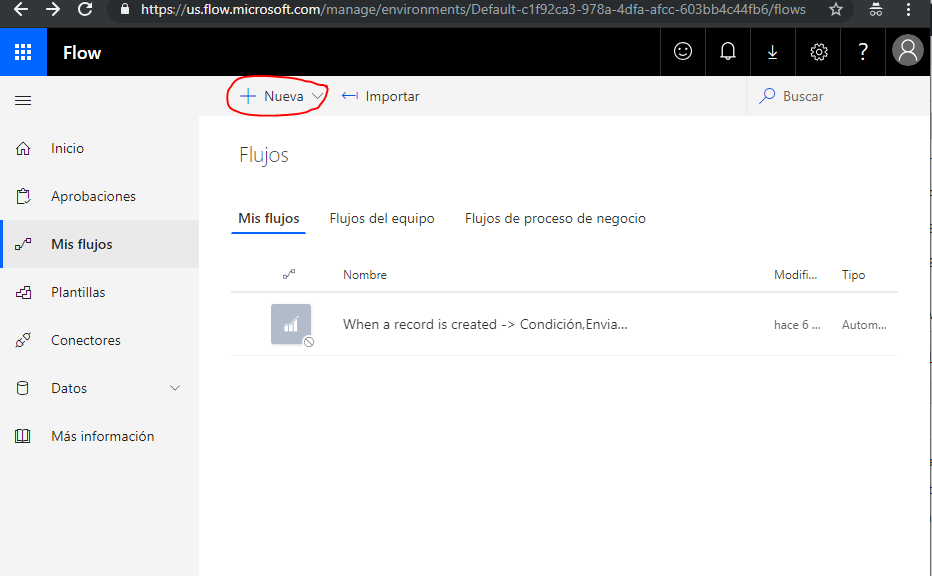 https://us.flow.microsoft.com/manage/environments/Default-c1f92ca3-978a-4dfa-afcc-603bb4c44fb6/flows
Flow
?
Nueva
Importar
Buscar
Inicio
Aprobaciones
Mis flujos
Plantillas
Conectores
Datos
Más información
Flujos
Mis flujos Flujos del equipo Flujos de proceso de negocio
Nombre Modifi... Tipo
When a record is created -> Condición,Envia... hace 6 ... Autom...